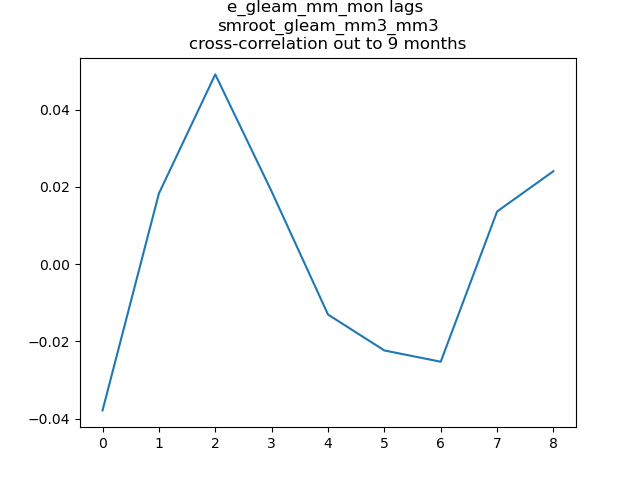 e_gleam_mm_mon lags
smroot_gleam_mm3_mm3
cross-correlation out to 9 months
0.04
0.02
0.00
−0.02
−0.04
0 1 2 3 4 5 6 7 8